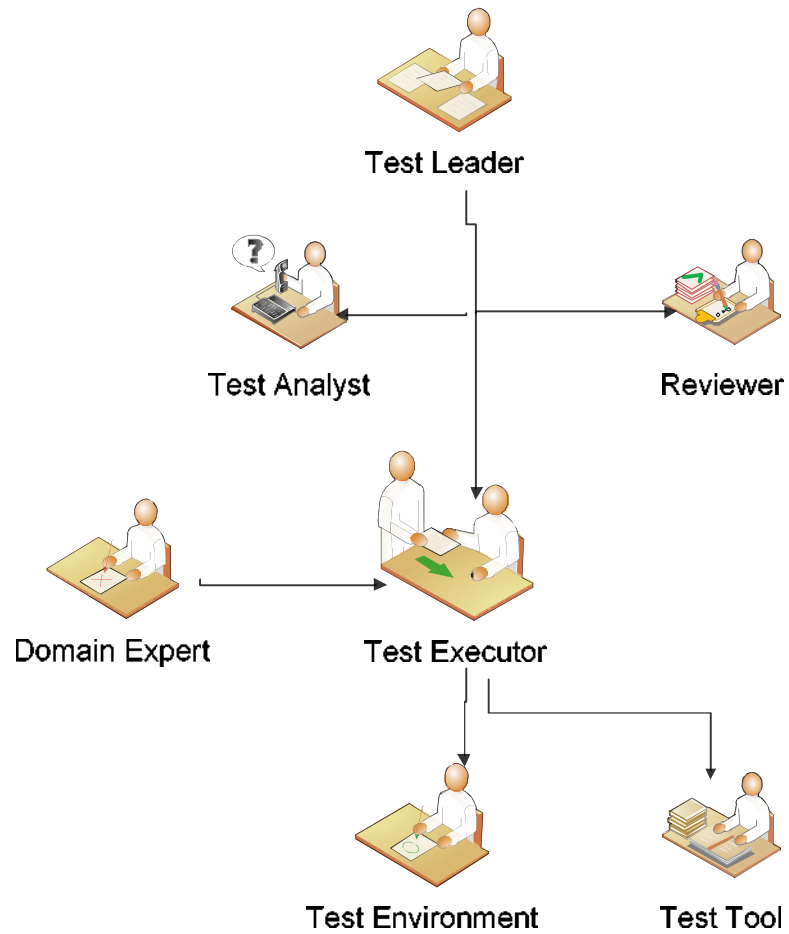 Test Leader
?
Test Analyst
Reviewer
Domain Expert
Test Executor
Test Environment
Test Tool